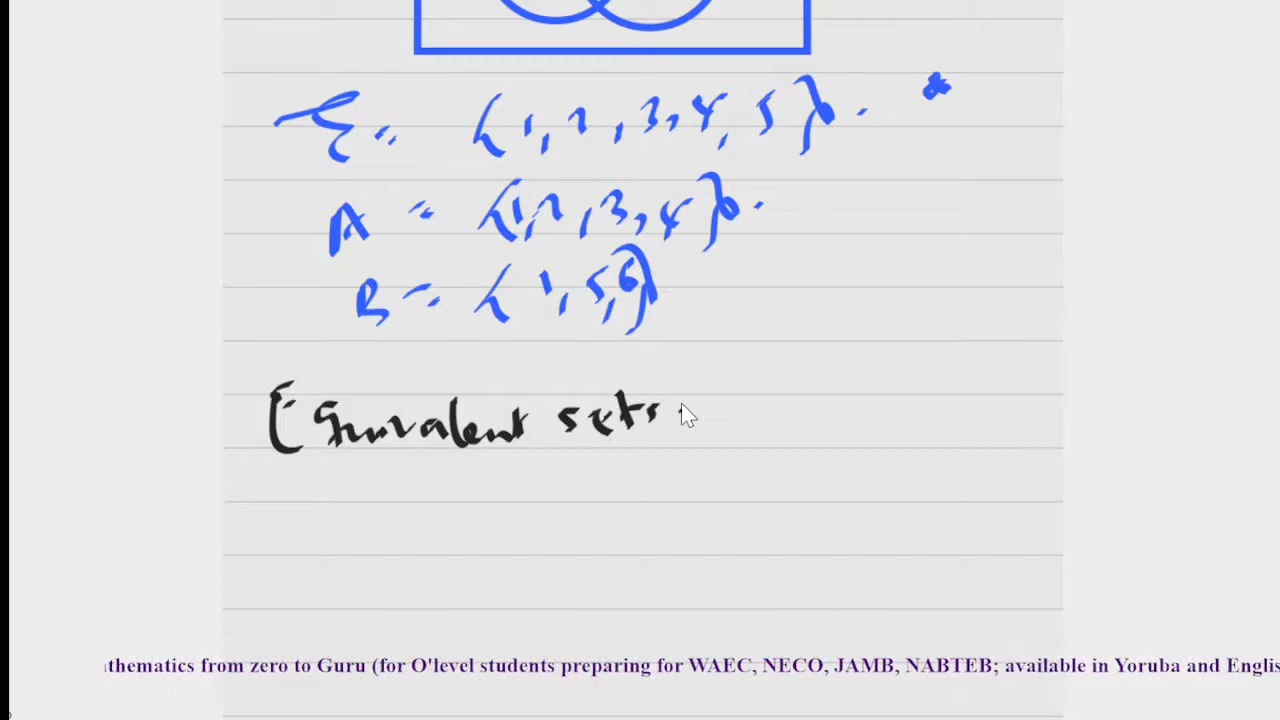 Ɛ = {1, 2, 3, 4, 5}.
A = {1, 2, 3, 4}.
B = {1, 5, 6}
Equivalent sets
thematics from zero to Guru (for O'level students preparing for WAEC, NECO, JAMB, NABTEB; available in Yoruba and Englis